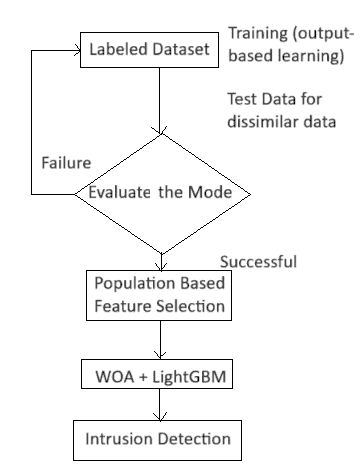 Labeled Dataset
Training (output-
based learning)
Test Data for
dissimilar data
Failure
Evaluate the Mode
Successful
Population Based
Feature Selection
WOA + LightGBM
Intrusion Detection